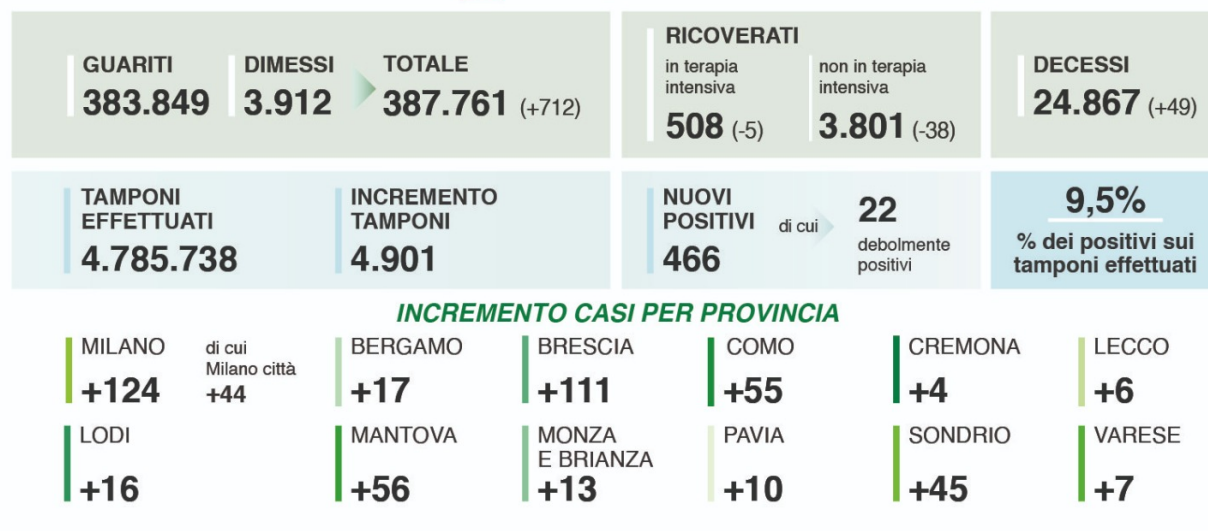 GUARITI
383.849
DIMESSI
3.912
TOTALE
387.761 (+712)
RICOVERATI
in terapia
intensiva
508 (-5)
non in terapia
intensiva
3.801 (-38)
DECESSI
24.867 (+49)
TAMPONI
EFFETTUATI
4.785.738
INCREMENTO
TAMPONI
4.901
NUOVI
POSITIVI
466
di cui
22
debolmente
positivi
9,5%
% dei positivi sui
tamponi effettuati
INCREMENTO CASI PER PROVINCIA
MILANO
+124
di cui
Milano città
+44
BERGAMO
+17
BRESCIA
+111
COMO
+55
CREMONA
+4
LECCO
+6
LODI
+16
MANTOVA
+56
MONZA
E BRIANZA
+13
PAVIA
+10
SONDRIO
+45
VARESE
+7